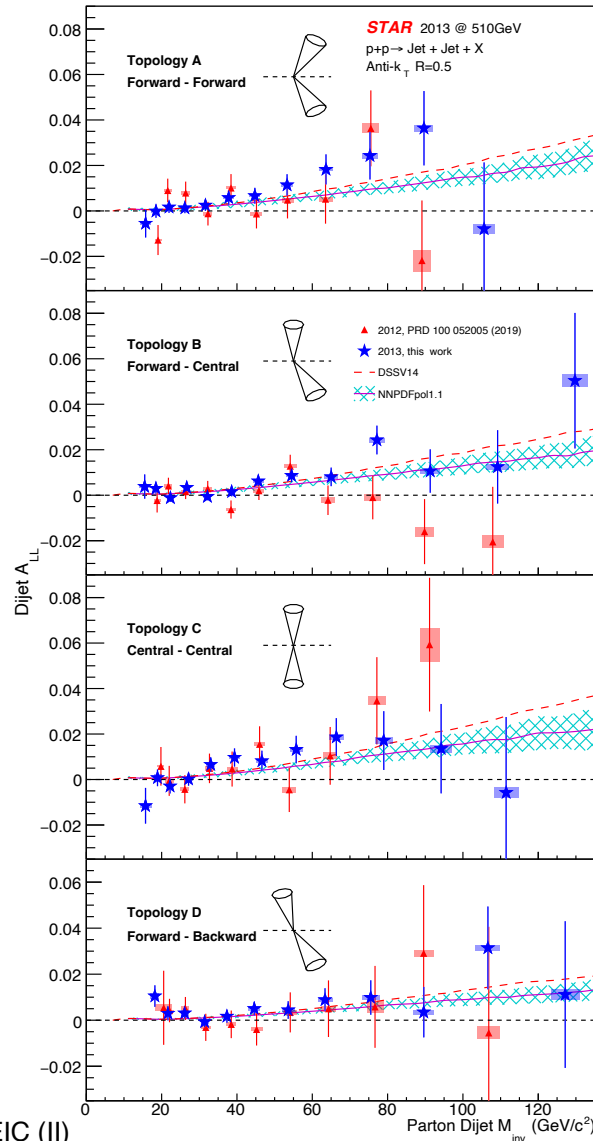 STAR 2013 @ 510GeV
p+p→ Jet + Jet + X
Anti-k_T R=0.5
Topology A
Forward - Forward
0.08
0.06
0.04
0.02
0
−0.02
Topology B
Forward - Central
2012, PRD 100 052005 (2019)
2013, this work
DSSV14
NNPDFpol1.1
0.08
0.06
0.04
0.02
0
−0.02
Dijet A_LL
Topology C
Central - Central
0.08
0.06
0.04
0.02
0
−0.02
Topology D
Forward - Backward
0.06
0.04
0.02
0
−0.02
0 20 40 60 80 100 120
Parton Dijet M_inv (GeV/c²)
EIC (II)